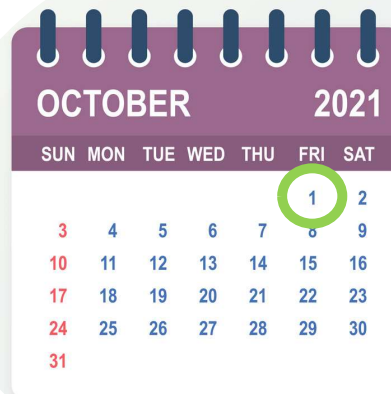 OCTOBER 2021
SUN MON TUE WED THU FRI SAT
1 2
3 4 5 6 7 8 9
10 11 12 13 14 15 16
17 18 19 20 21 22 23
24 25 26 27 28 29 30
31